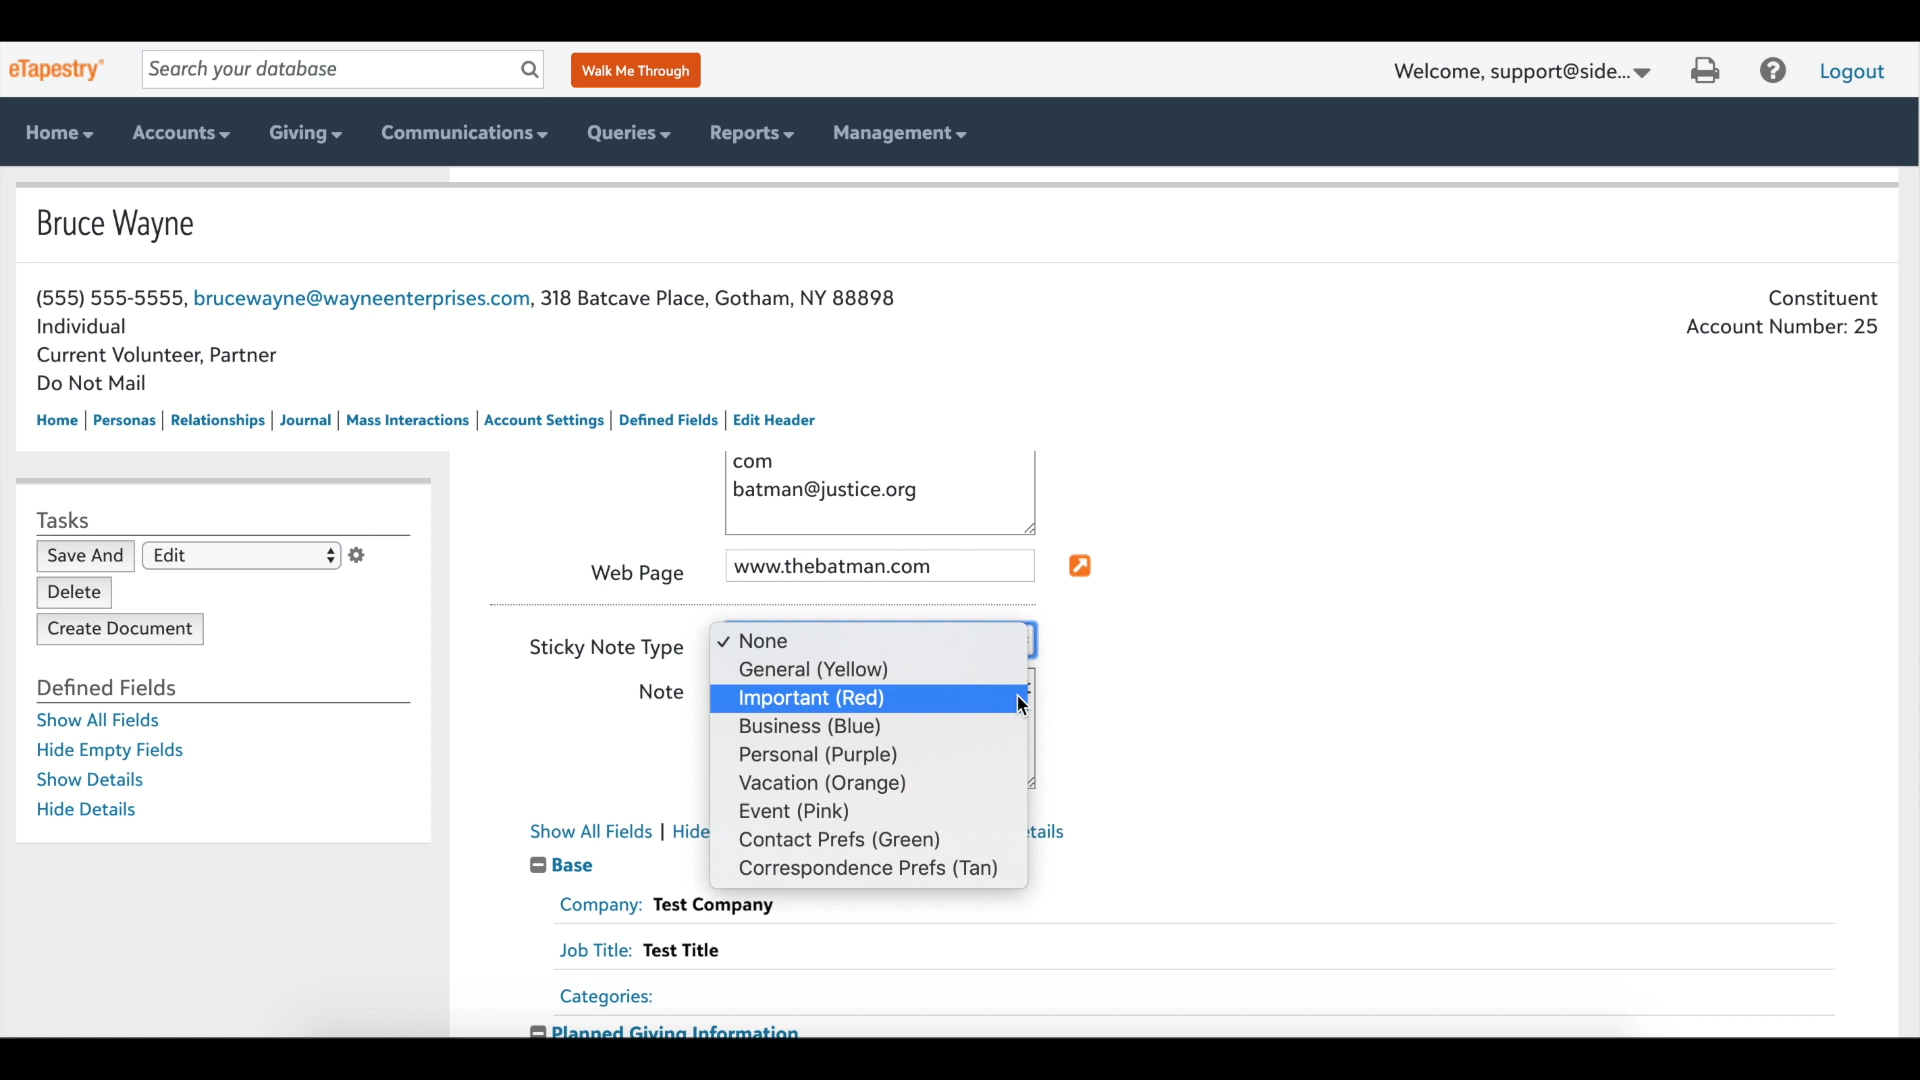 eTapestry
Search your database
Walk Me Through
Welcome, support@side...
Logout
Home
Accounts
Giving
Communications
Queries
Reports
Management
Bruce Wayne
(555) 555-5555, brucewayne@wayneenterprises.com, 318 Batcave Place, Gotham, NY 88898
Individual
Current Volunteer, Partner
Do Not Mail
Constituent
Account Number: 25
Home | Personas | Relationships | Journal | Mass Interactions | Account Settings | Defined Fields | Edit Header
Tasks
Save And
Edit
Delete
Create Document
Defined Fields
Show All Fields
Hide Empty Fields
Show Details
Hide Details
com
batman@justice.org
Web Page
www.thebatman.com
Sticky Note Type
✓ None
General (Yellow)
Important (Red)
Business (Blue)
Personal (Purple)
Vacation (Orange)
Event (Pink)
Contact Prefs (Green)
Correspondence Prefs (Tan)
Note
Show All Fields | Hide
etails
Base
Company: Test Company
Job Title: Test Title
Categories:
Planned Giving Information